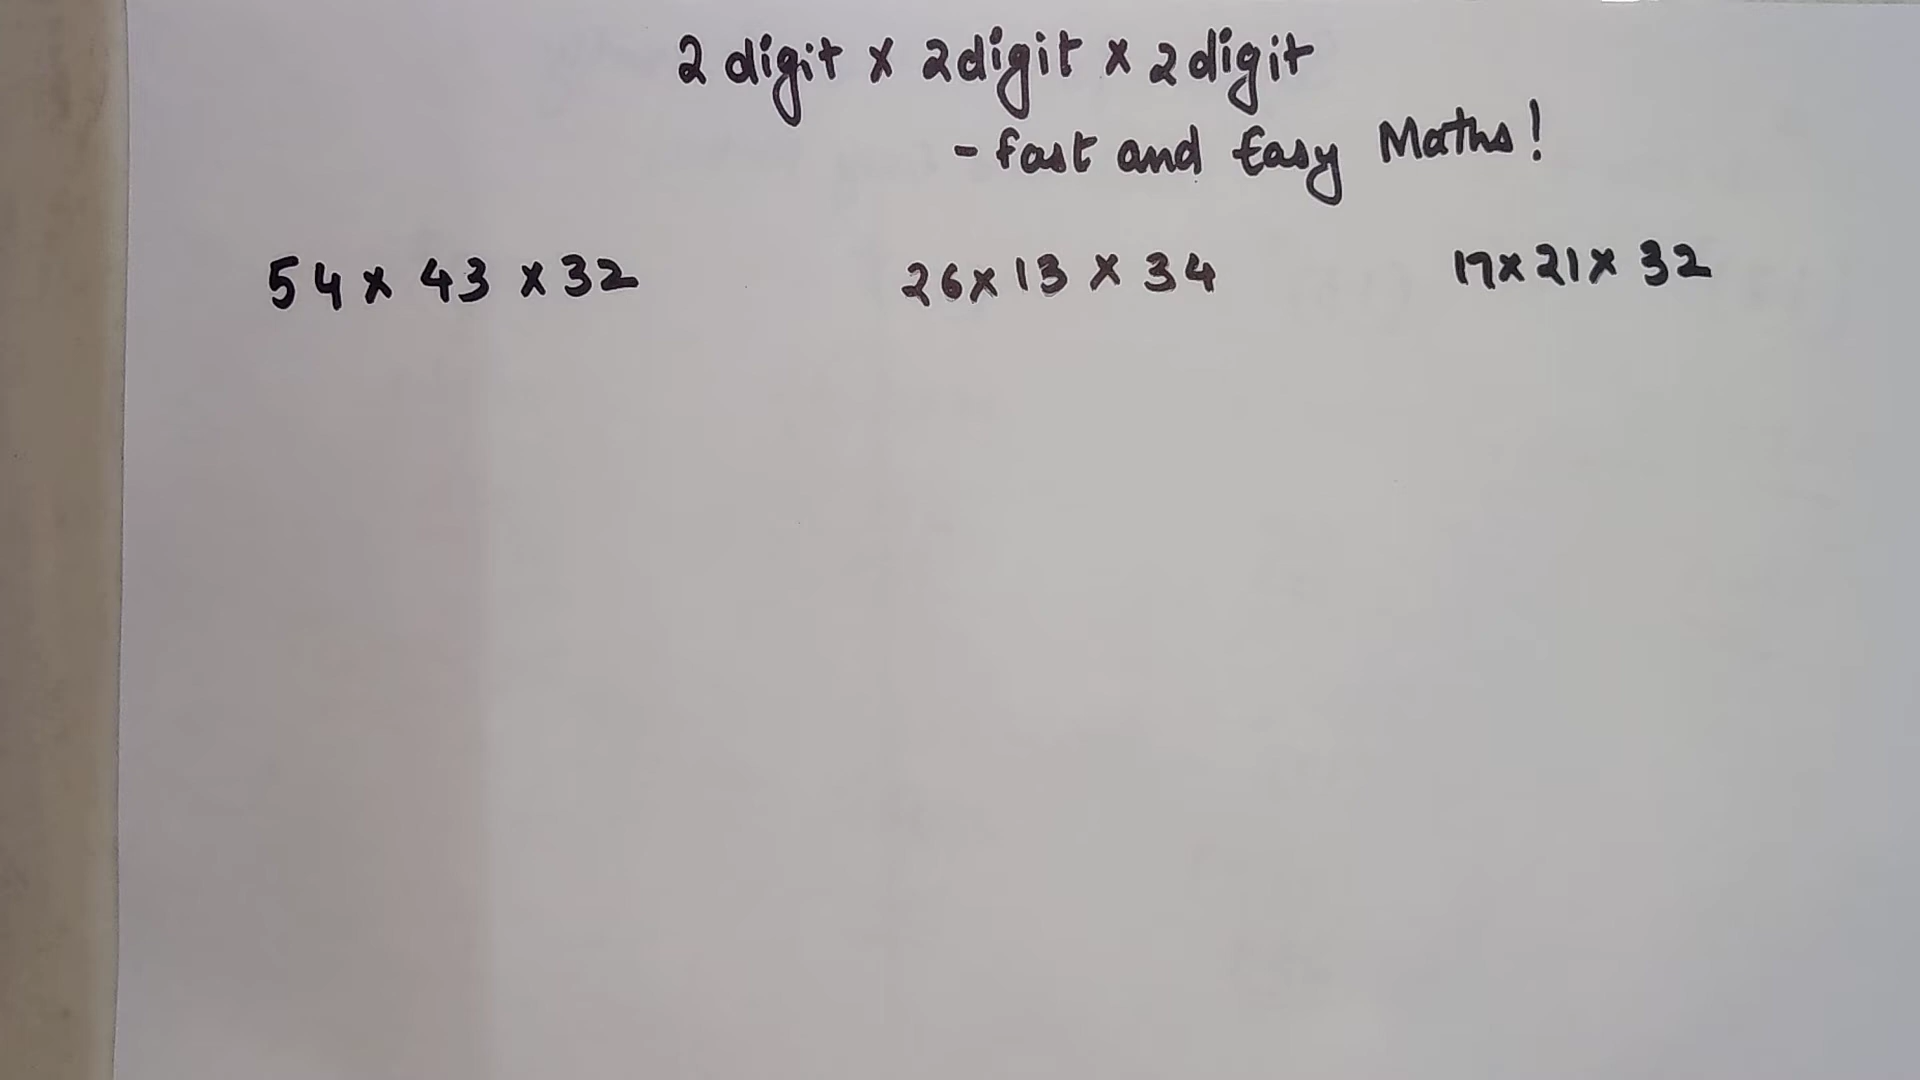 2 digit x 2digit x 2digit
- fast and Easy Maths!
54 x 43 x 32 26 x 13 x 34 17 x 21 x 32